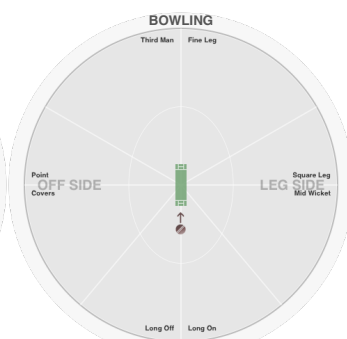 BOWLING
Third Man Fine Leg
Point Square Leg
OFF SIDE LEG SIDE
Covers Mid Wicket
Long Off Long On